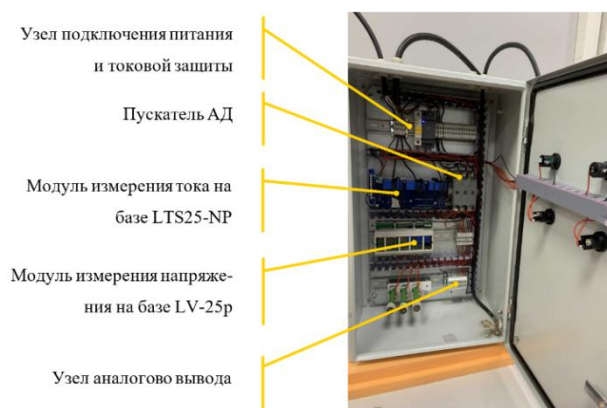 Узел подключения питания
и токовой защиты
Пускатель АД
Модуль измерения тока на
базе LTS25-NP
Модуль измерения напряже-
ния на базе LV-25p
Узел аналогово вывода